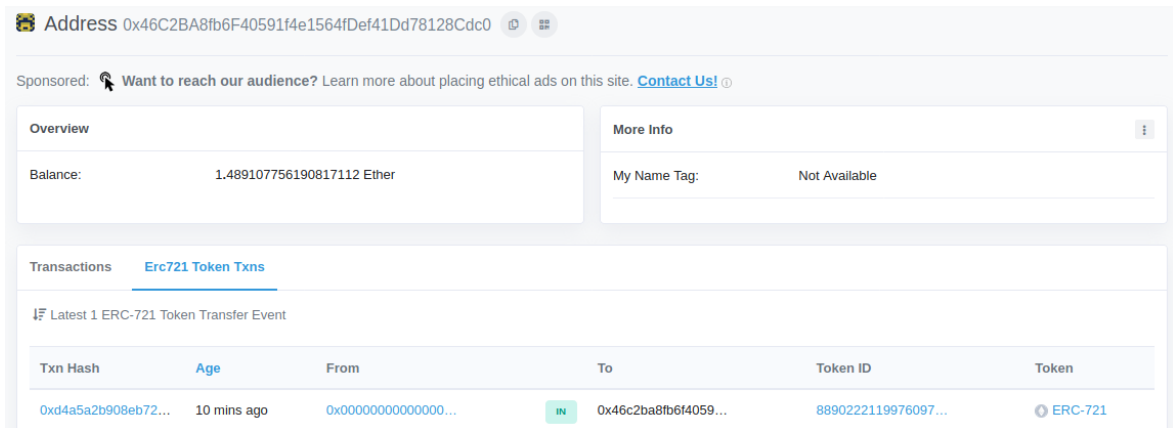 Address 0x46C2BA8fb6F40591f4e1564fDef41Dd78128Cdc0
Sponsored: Want to reach our audience? Learn more about placing ethical ads on this site. Contact Us!
Overview
Balance: 1.489107756190817112 Ether
More Info
My Name Tag: Not Available
Transactions Erc721 Token Txns
Latest 1 ERC-721 Token Transfer Event
Txn Hash Age From To Token ID Token
0xd4a5a2b908eb72... 10 mins ago 0x00000000000000... IN 0x46c2ba8fb6f4059... 8890222119976097... ERC-721